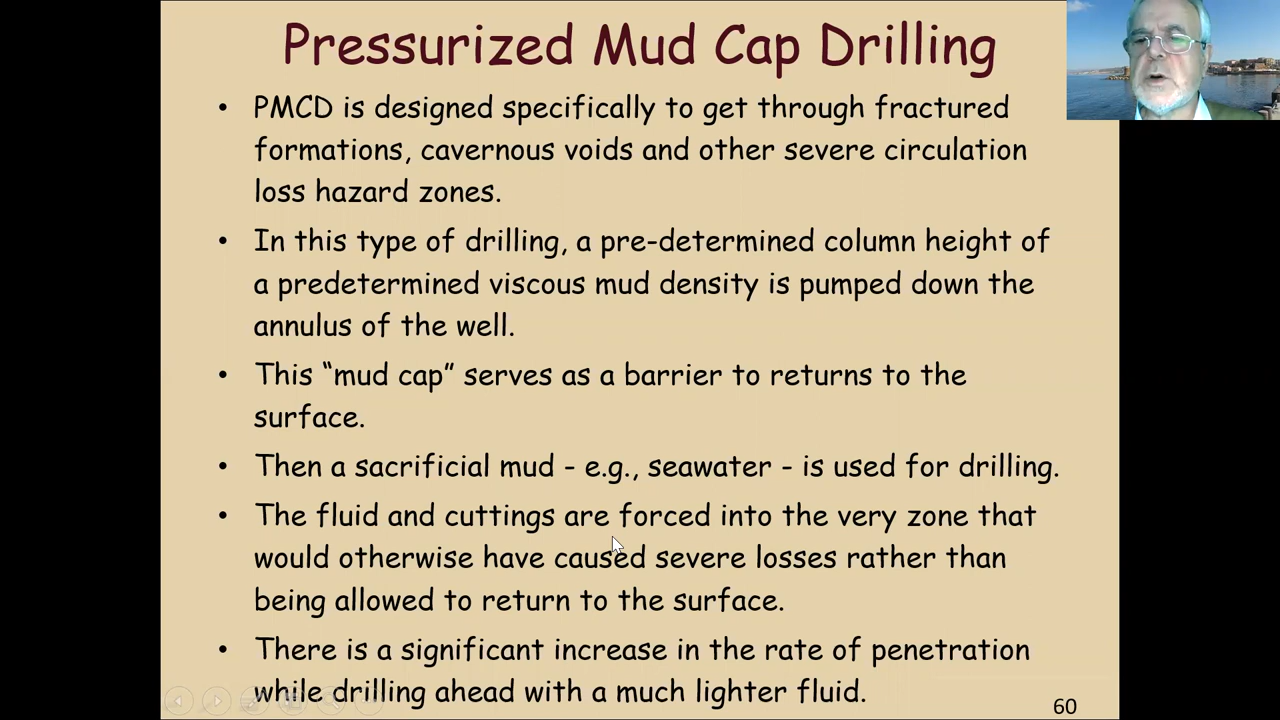 Pressurized Mud Cap Drilling
• PMCD is designed specifically to get through fractured
formations, cavernous voids and other severe circulation
loss hazard zones.
• In this type of drilling, a pre-determined column height of
a predetermined viscous mud density is pumped down the
annulus of the well.
• This “mud cap” serves as a barrier to returns to the
surface.
• Then a sacrificial mud - e.g., seawater - is used for drilling.
• The fluid and cuttings are forced into the very zone that
would otherwise have caused severe losses rather than
being allowed to return to the surface.
• There is a significant increase in the rate of penetration
while drilling ahead with a much lighter fluid.
60